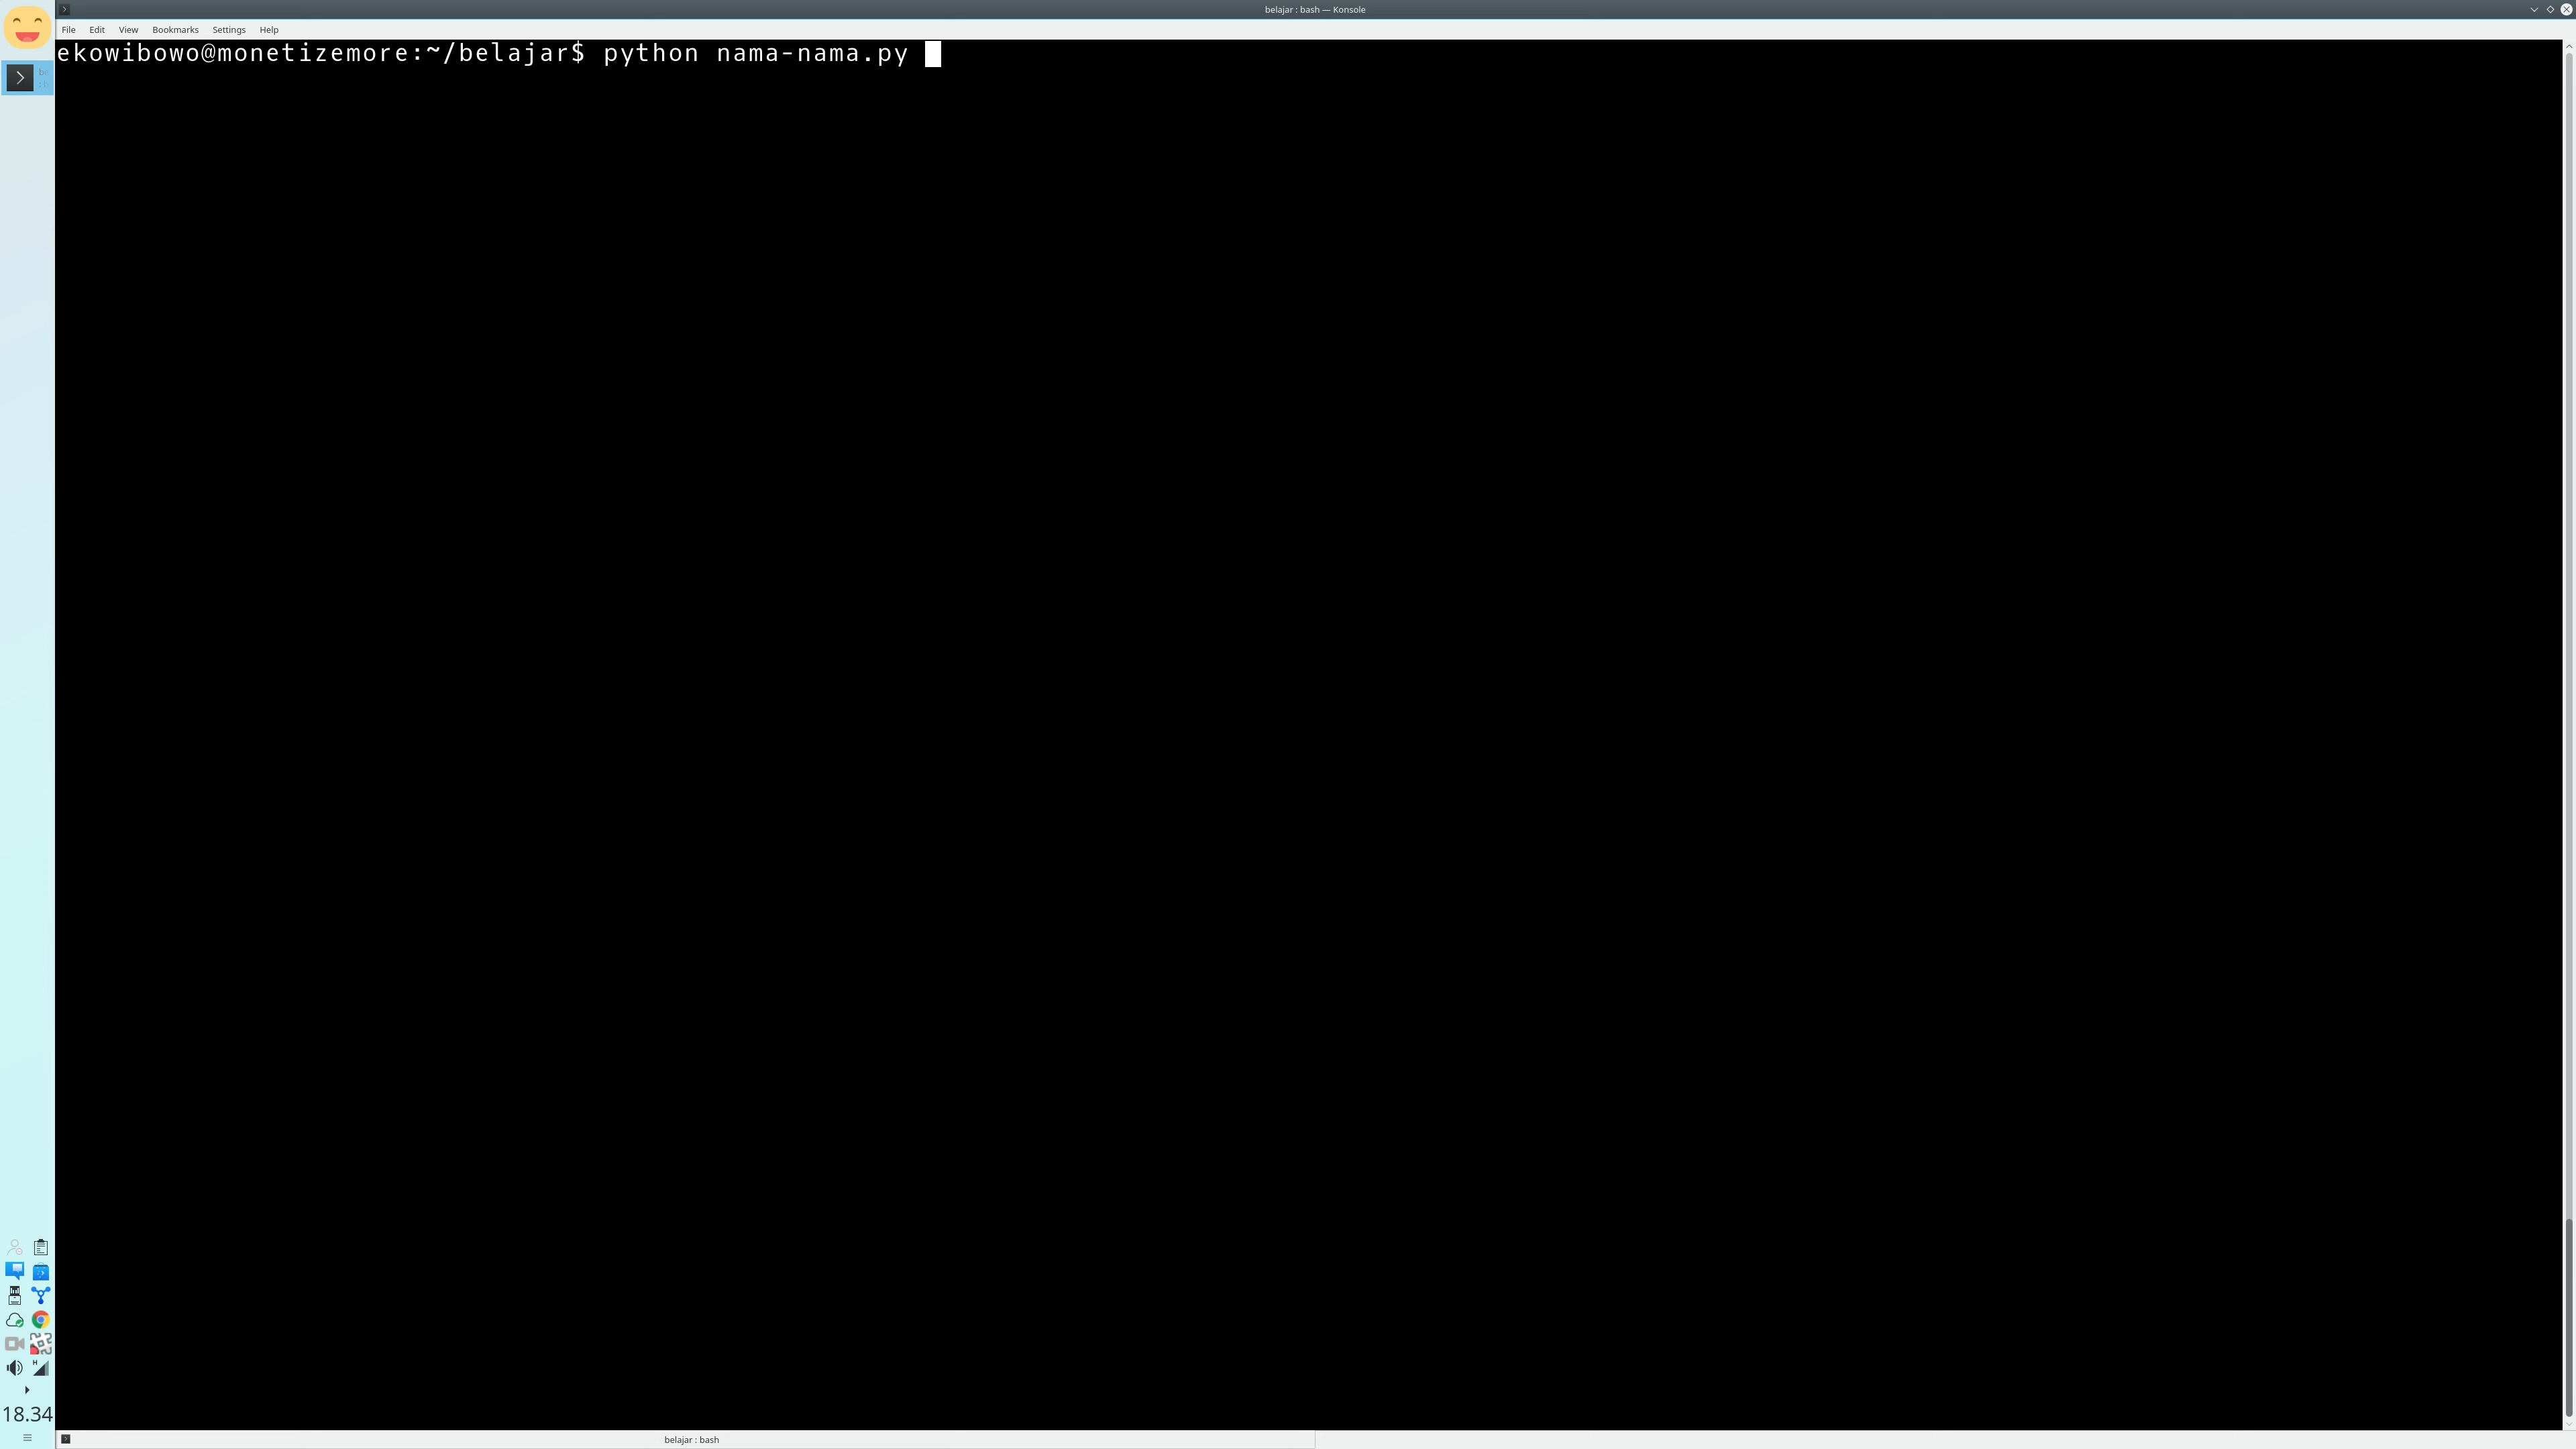 belajar : bash — Konsole
File Edit View Bookmarks Settings Help
ekowibowo@monetizemore:~/belajar$ python nama-nama.py
H
18.34
belajar : bash